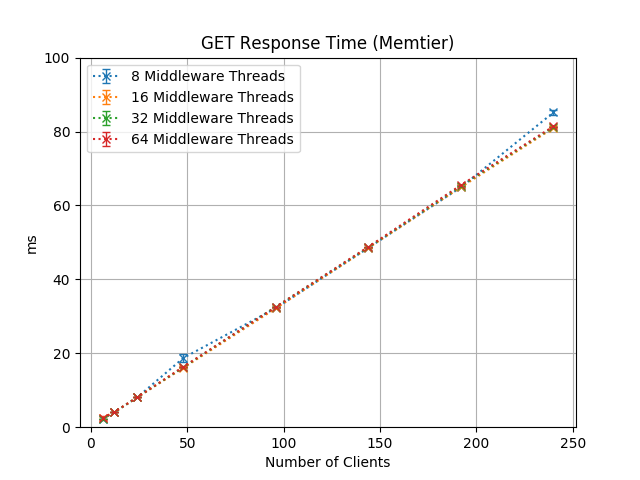 GET Response Time (Memtier)
8 Middleware Threads
16 Middleware Threads
32 Middleware Threads
64 Middleware Threads
100
80
60
40
20
0
ms
0 50 100 150 200 250
Number of Clients